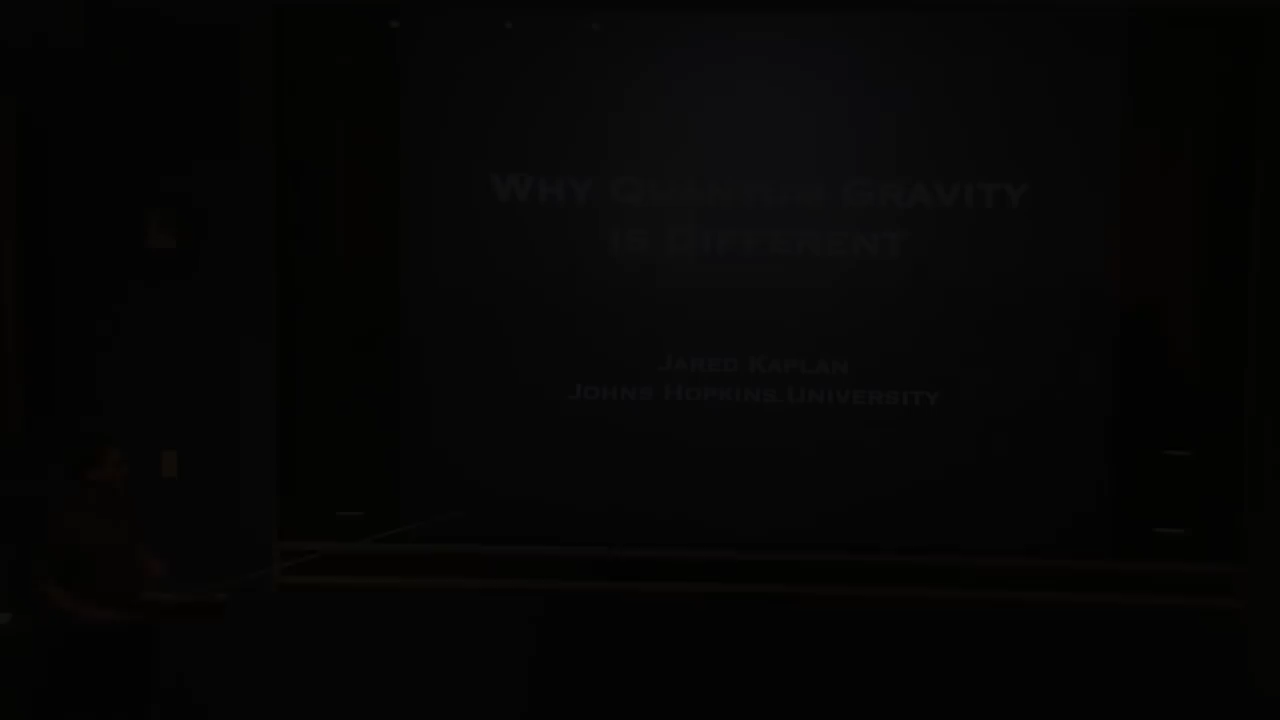 WHY QUANTUM GRAVITY
IS DIFFERENT
JARED KAPLAN
JOHNS HOPKINS UNIVERSITY